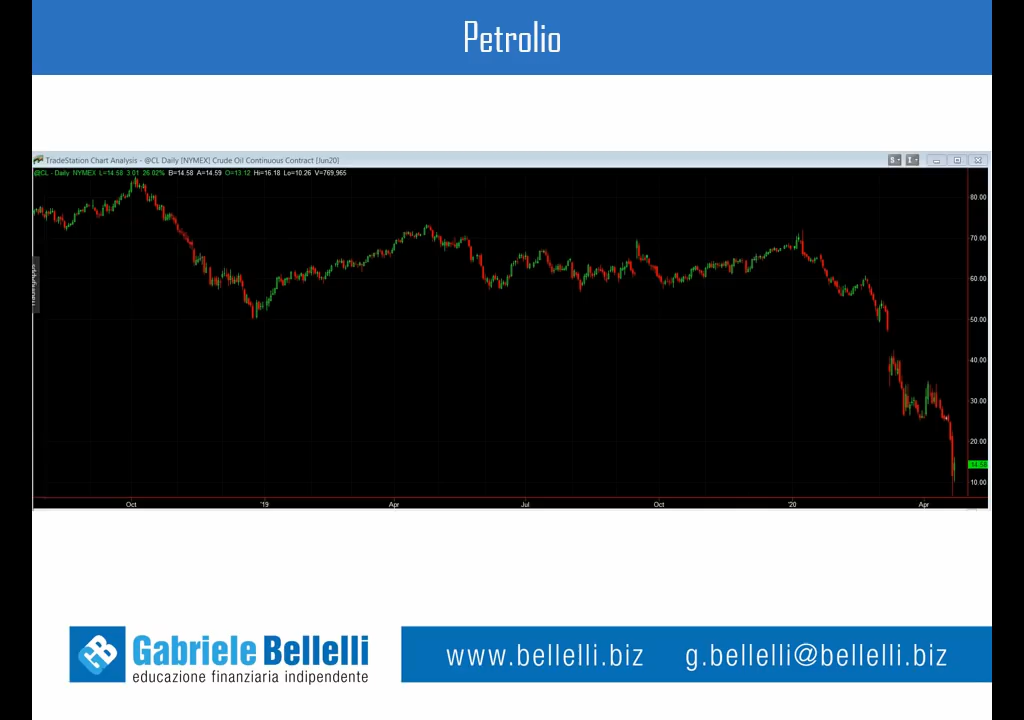 Petrolio
TradeStation Chart Analysis - @CL Daily [NYMEX] Crude Oil Continuous Contract [Jun20]
@CL - Daily NYMEX L=14.58 3.01 26.02% B=14.58 A=14.59 O=13.12 Hi=16.18 Lo=10.26 V=769,965
80.00
70.00
60.00
50.00
40.00
30.00
20.00
14.58
10.00
Oct '19 Apr Jul Oct '20 Apr
Gabriele Bellelli
educazione finanziaria indipendente
www.bellelli.biz g.bellelli@bellelli.biz